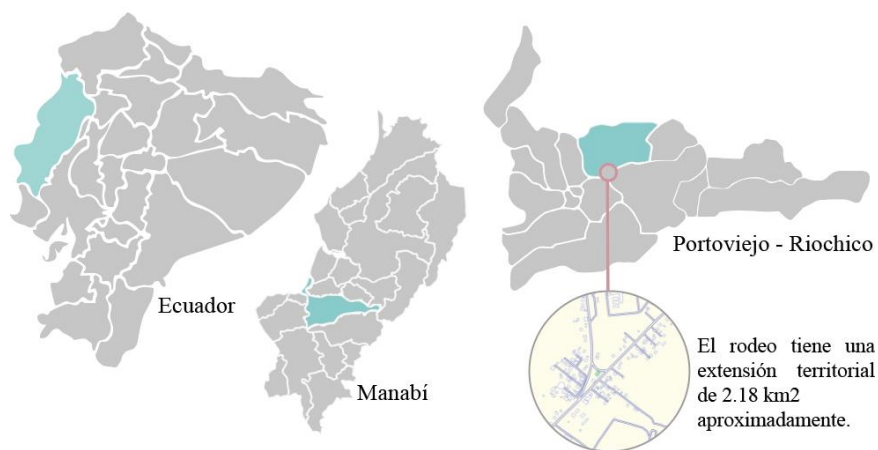 Ecuador
Manabí
Portoviejo - Riochico
El rodeo tiene una
extensión territorial
de 2.18 km2
aproximadamente.